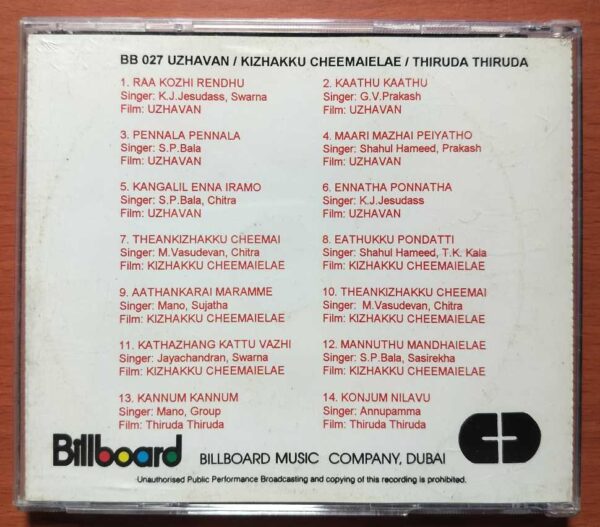 BB 027 UZHAVAN / KIZHAKKU CHEEMAIELAE / THIRUDA THIRUDA
1. RAA KOZHI RENDHU
Singer: K.J.Jesudass, Swarna
Film: UZHAVAN
2. KAATHU KAATHU
Singer: G.V.Prakash
Film: UZHAVAN
3. PENNALA PENNALA
Singer: S.P.Bala
Film: UZHAVAN
4. MAARI MAZHAI PEIYATHO
Singer: Shahul Hameed, Prakash
Film: UZHAVAN
5. KANGALIL ENNA IRAMO
Singer: S.P.Bala, Chitra
Film: UZHAVAN
6. ENNATHA PONNATHA
Singer: K.J.Jesudass
Film: UZHAVAN
7. THEANKIZHAKKU CHEEMAI
Singer: M.Vasudevan, Chitra
Film: KIZHAKKU CHEEMAIELAE
8. EATHUKKU PONDATTI
Singer: Shahul Hameed, T.K. Kala
Film: KIZHAKKU CHEEMAIELAE
9. AATHANKARAI MARAMME
Singer: Mano, Sujatha
Film: KIZHAKKU CHEEMAIELAE
10. THEANKIZHAKKU CHEEMAI
Singer: M.Vasudevan, Chitra
Film: KIZHAKKU CHEEMAIELAE
11. KATHAZHANG KATTU VAZHI
Singer: Jayachandran, Swarna
Film: KIZHAKKU CHEEMAIELAE
12. MANNUTHU MANDHAIELAE
Singer: S.P.Bala, Sasirekha
Film: KIZHAKKU CHEEMAIELAE
13. KANNUM KANNUM
Singer: Mano, Group
Film: Thiruda Thiruda
14. KONJUM NILAVU
Singer: Annupamma
Film: Thiruda Thiruda
Billboard
BILLBOARD MUSIC COMPANY, DUBAI
Unauthorised Public Performance Broadcasting and copying of this recording is prohibited.